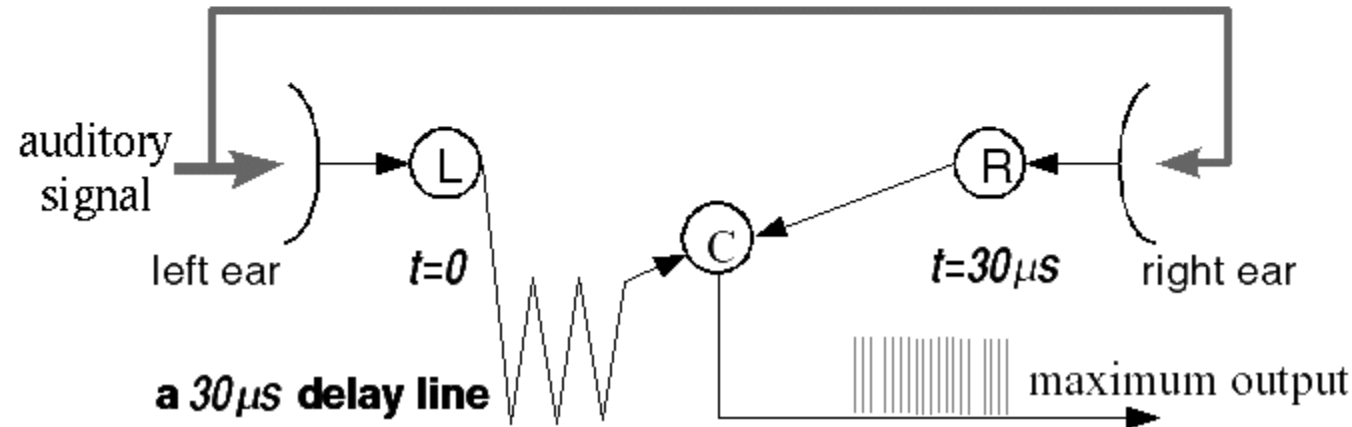 auditory
signal
L
R
C
left ear
t=0
t=30μs
right ear
a 30μs delay line
maximum output